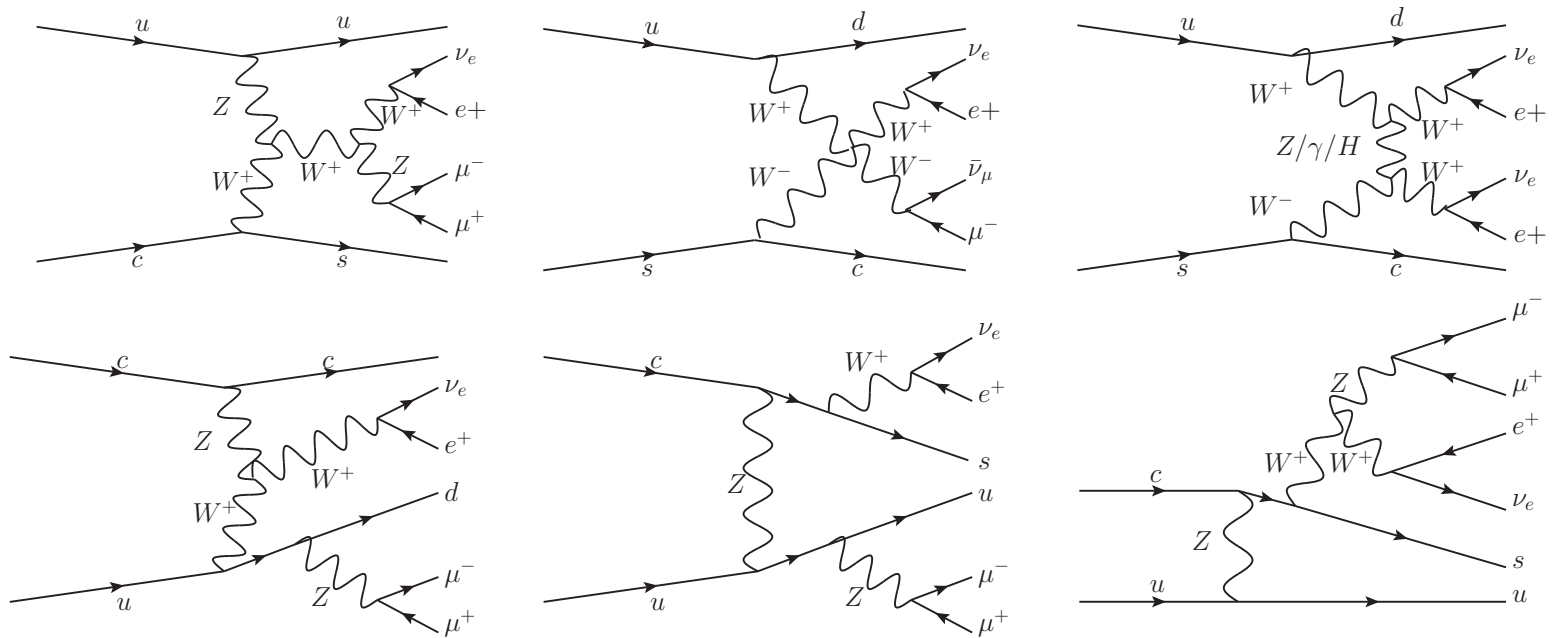 u u
ν_e
Z W⁺ e+
W⁺ W⁺ Z μ⁻
μ⁺
c s
u d
ν_e
W⁺ W⁺ e+
W⁻ W⁻ ν̄_μ
μ⁻
s c
u d
ν_e
W⁺ W⁺ e+
Z/γ/H
W⁻ W⁺ ν_e
e+
s c
c c
ν_e
Z e⁺
W⁺
W⁺ d
Z μ⁻
u μ⁺
c W⁺ ν_e
e⁺
s
Z u
Z μ⁻
u μ⁺
μ⁻
Z μ⁺
e⁺
W⁺ W⁺
c ν_e
Z s
u u